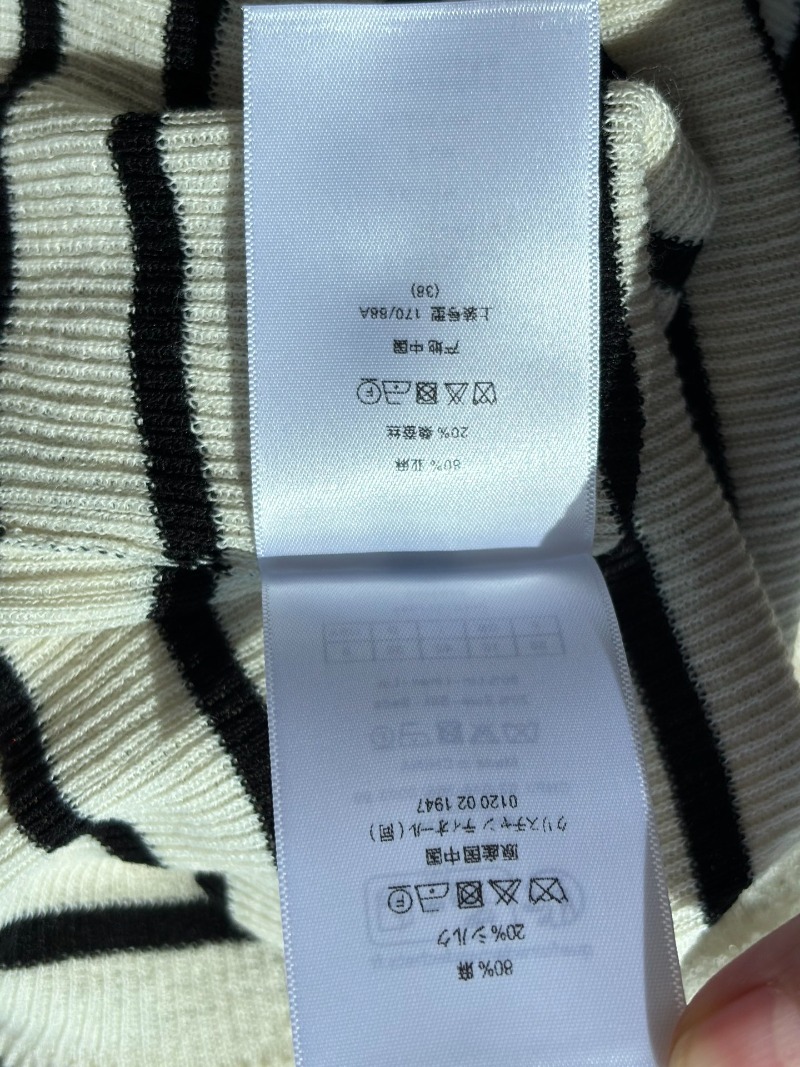 80% 麻
20% シルク
原産国中国
クリスチャン ディオール (同)
0120 02 1947
80% 亚麻
20% 桑蚕丝
产地 中国
上装号型 170/88A
(38)